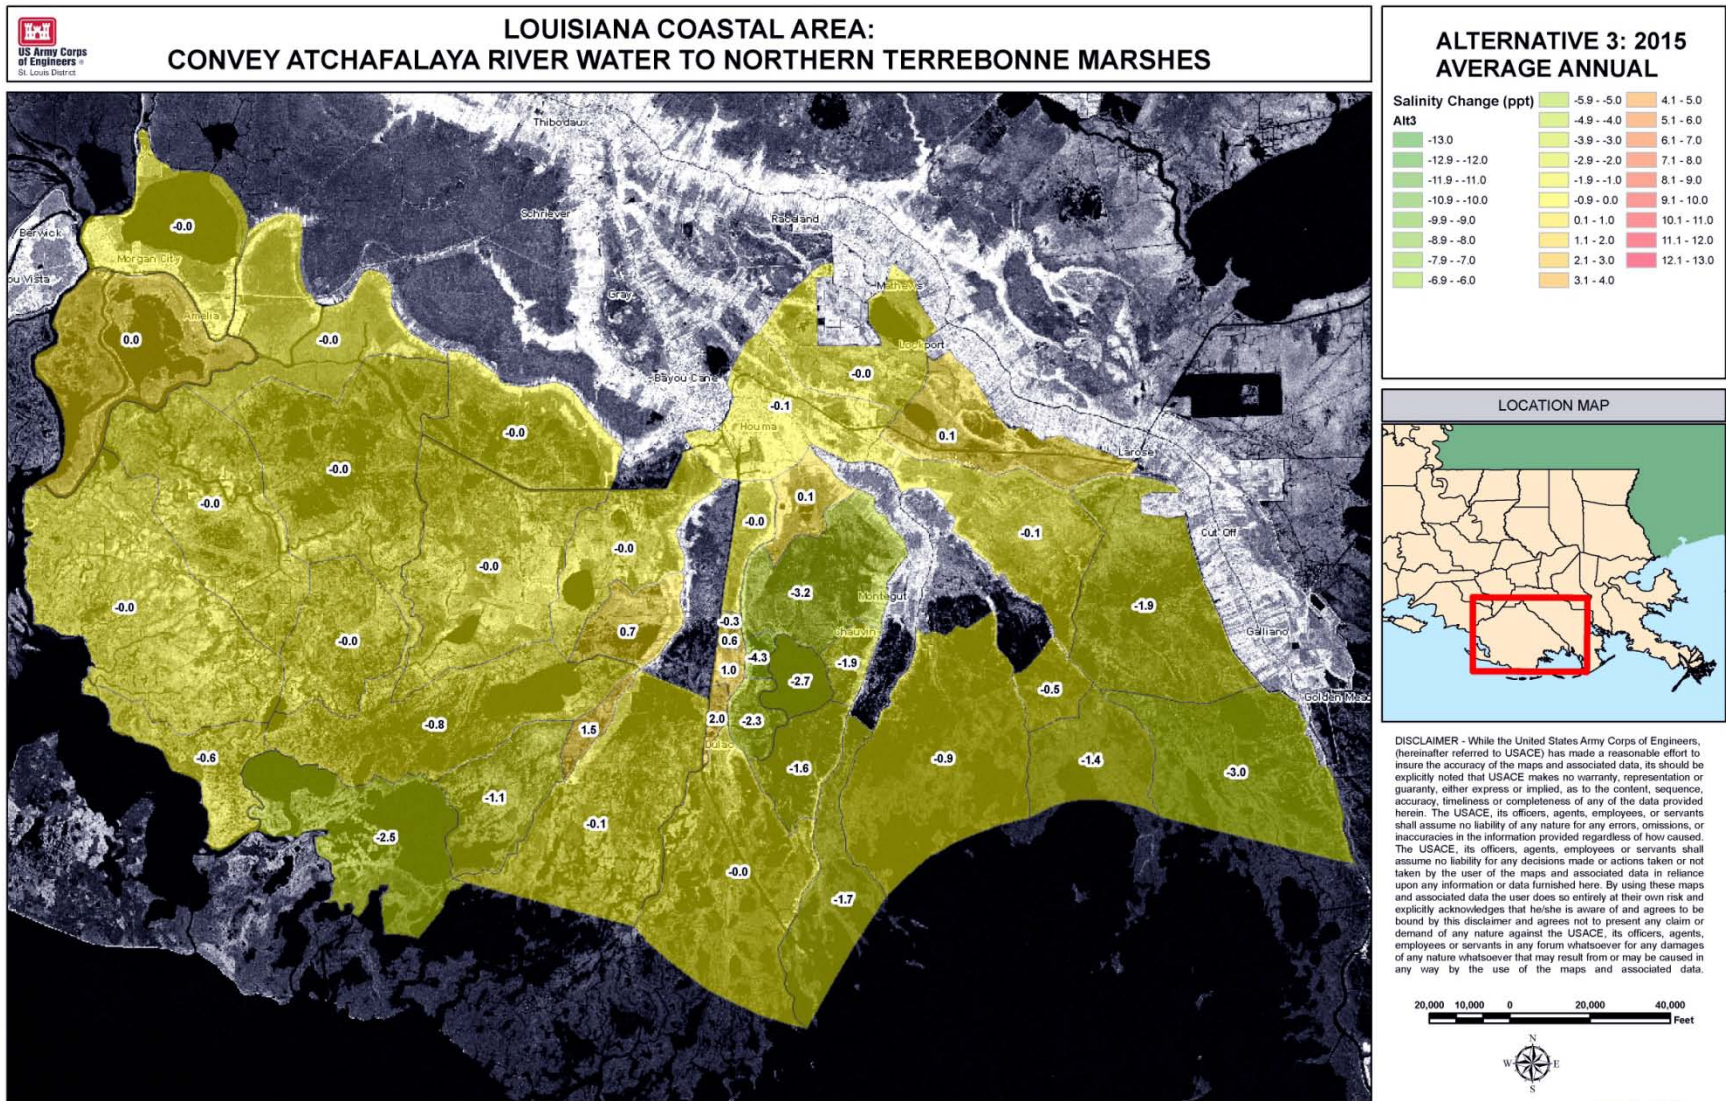 US Army Corps
of Engineers ®
St. Louis District
LOUISIANA COASTAL AREA:
CONVEY ATCHAFALAYA RIVER WATER TO NORTHERN TERREBONNE MARSHES
Thibodaux
Schriever
Raceland
Berwick
-0.0
Morgan City
ou Vista
Gray
Mathews
Amelia
0.0
-0.0
Lockport
Bayou Cane
-0.0
-0.1
Houma
-0.0
0.1
Larose
-0.0
-0.0
0.1
-0.0
-0.0
-0.1
Cut Off
-0.0
-0.0
-3.2
Montegut
-0.0
-1.9
-0.3
0.7
0.6
Chauvin
Galliano
-0.0
-4.3
-1.9
1.0
-2.7
-0.5
Golden Mead
-0.8
1.5
2.0
-2.3
Dulac
-0.6
-1.6
-0.9
-1.4
-3.0
-1.1
-0.1
-2.5
-0.0
-1.7
ALTERNATIVE 3: 2015
AVERAGE ANNUAL
Salinity Change (ppt)
Alt3
-13.0
-12.9 - -12.0
-11.9 - -11.0
-10.9 - -10.0
-9.9 - -9.0
-8.9 - -8.0
-7.9 - -7.0
-6.9 - -6.0
-5.9 - -5.0
-4.9 - -4.0
-3.9 - -3.0
-2.9 - -2.0
-1.9 - -1.0
-0.9 - 0.0
0.1 - 1.0
1.1 - 2.0
2.1 - 3.0
3.1 - 4.0
4.1 - 5.0
5.1 - 6.0
6.1 - 7.0
7.1 - 8.0
8.1 - 9.0
9.1 - 10.0
10.1 - 11.0
11.1 - 12.0
12.1 - 13.0
LOCATION MAP
DISCLAIMER - While the United States Army Corps of Engineers,
(hereinafter referred to USACE) has made a reasonable effort to
insure the accuracy of the maps and associated data, its should be
explicitly noted that USACE makes no warranty, representation or
guaranty, either express or implied, as to the content, sequence,
accuracy, timeliness or completeness of any of the data provided
herein. The USACE, its officers, agents, employees, or servants
shall assume no liability of any nature for any errors, omissions, or
inaccuracies in the information provided regardless of how caused.
The USACE, its officers, agents, employees or servants shall
assume no liability for any decisions made or actions taken or not
taken by the user of the maps and associated data in reliance
upon any information or data furnished here. By using these maps
and associated data the user does so entirely at their own risk and
explicitly acknowledges that he/she is aware of and agrees to be
bound by this disclaimer and agrees not to present any claim or
demand of any nature against the USACE, its officers, agents,
employees or servants in any forum whatsoever for any damages
of any nature whatsoever that may result from or may be caused in
any way by the use of the maps and associated data.
20,000 10,000 0 20,000 40,000
Feet
N
W E
S